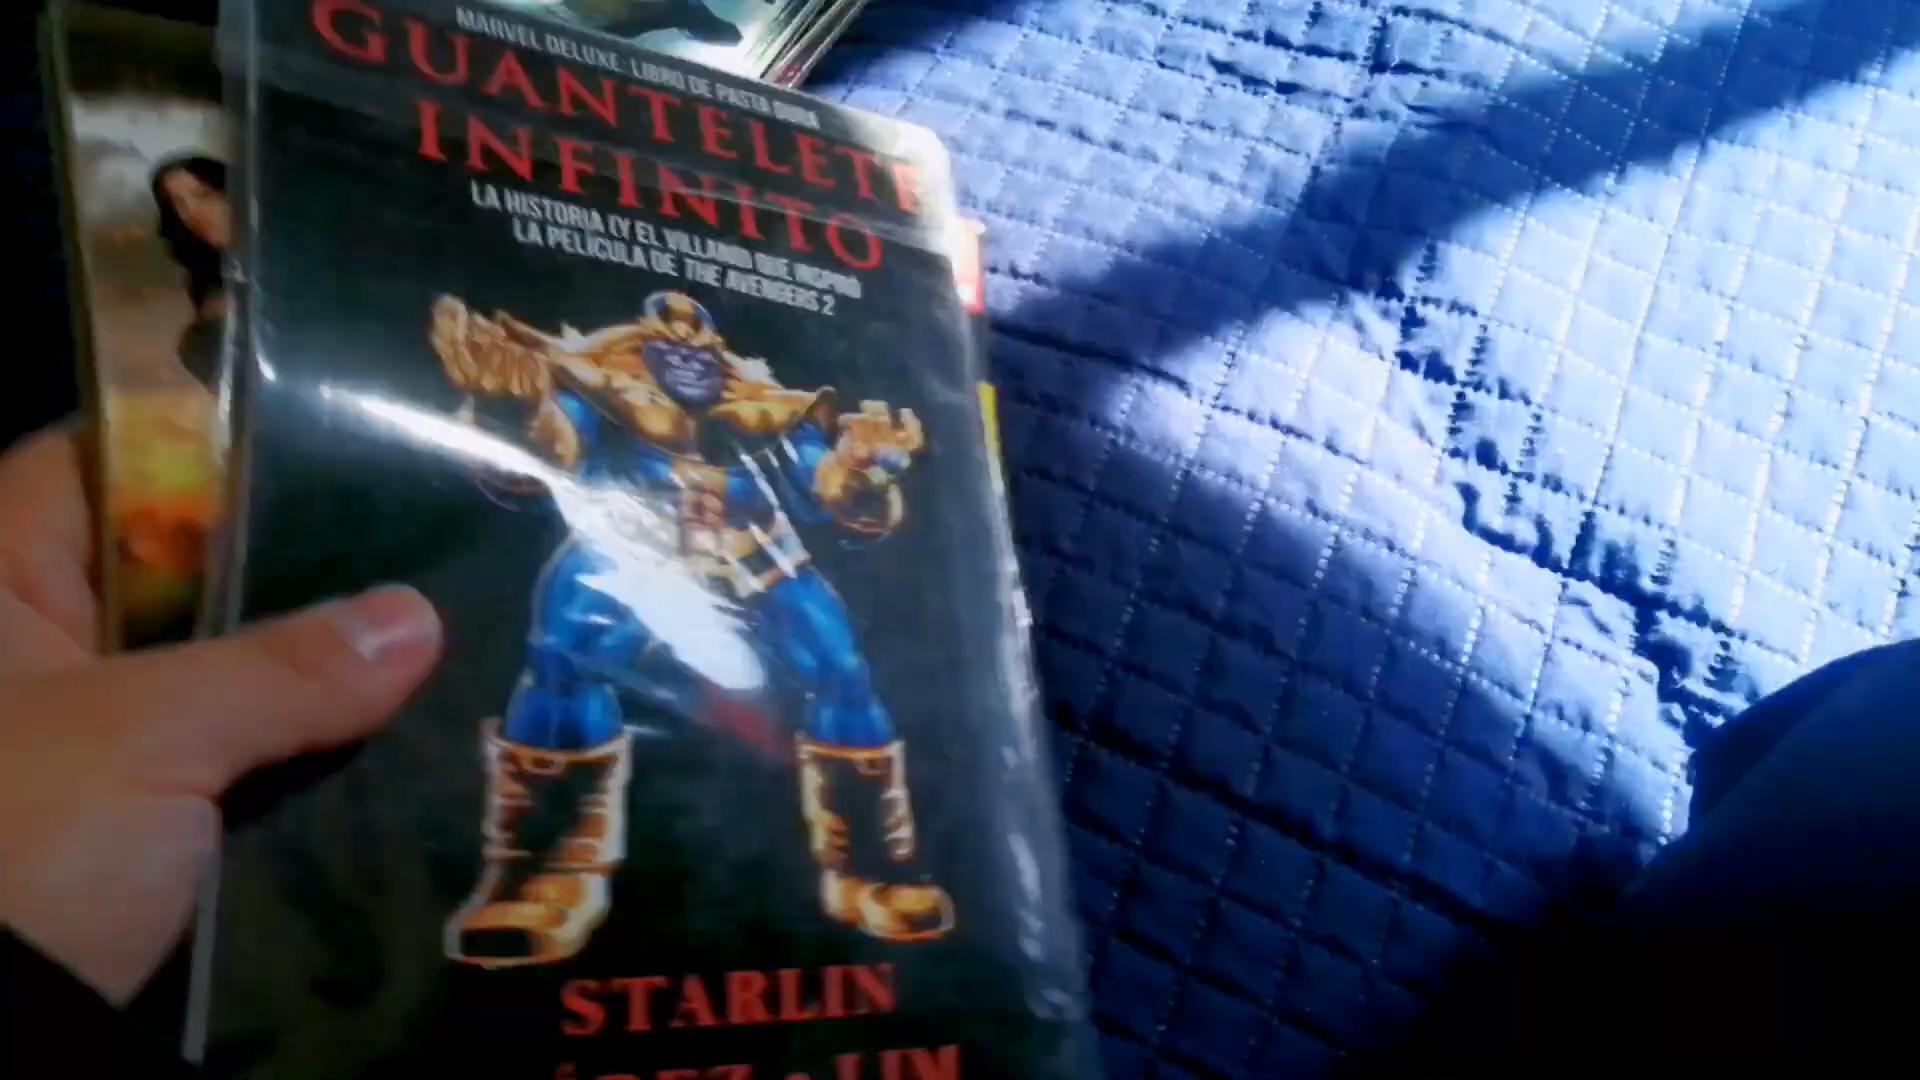 MARVEL DELUXE: LIBRO DE PASTA DURA
GUANTELETE
INFINITO
LA HISTORIA (Y EL VILLANO) QUE INSPIRÓ
LA PELÍCULA DE THE AVENGERS 2
STARLIN
LIM